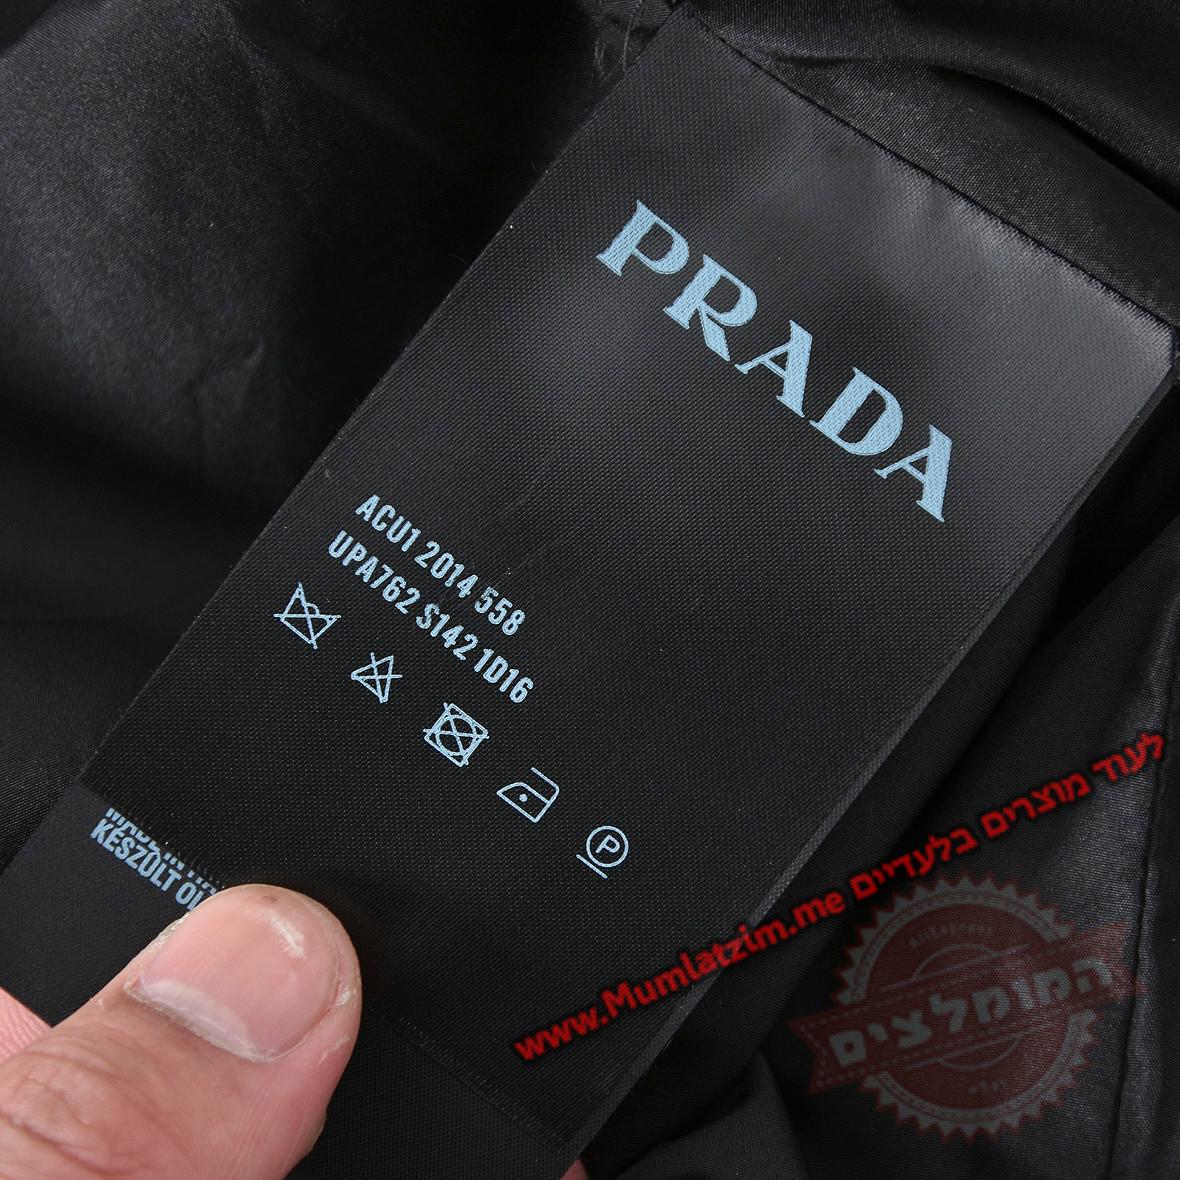 PRADA
ACU1 2014 558
UPA762 S142 1D16
P
KÉSZÜLT
לעוד מוצרים בלעדיים www.Mumlatzim.me
המומלצים